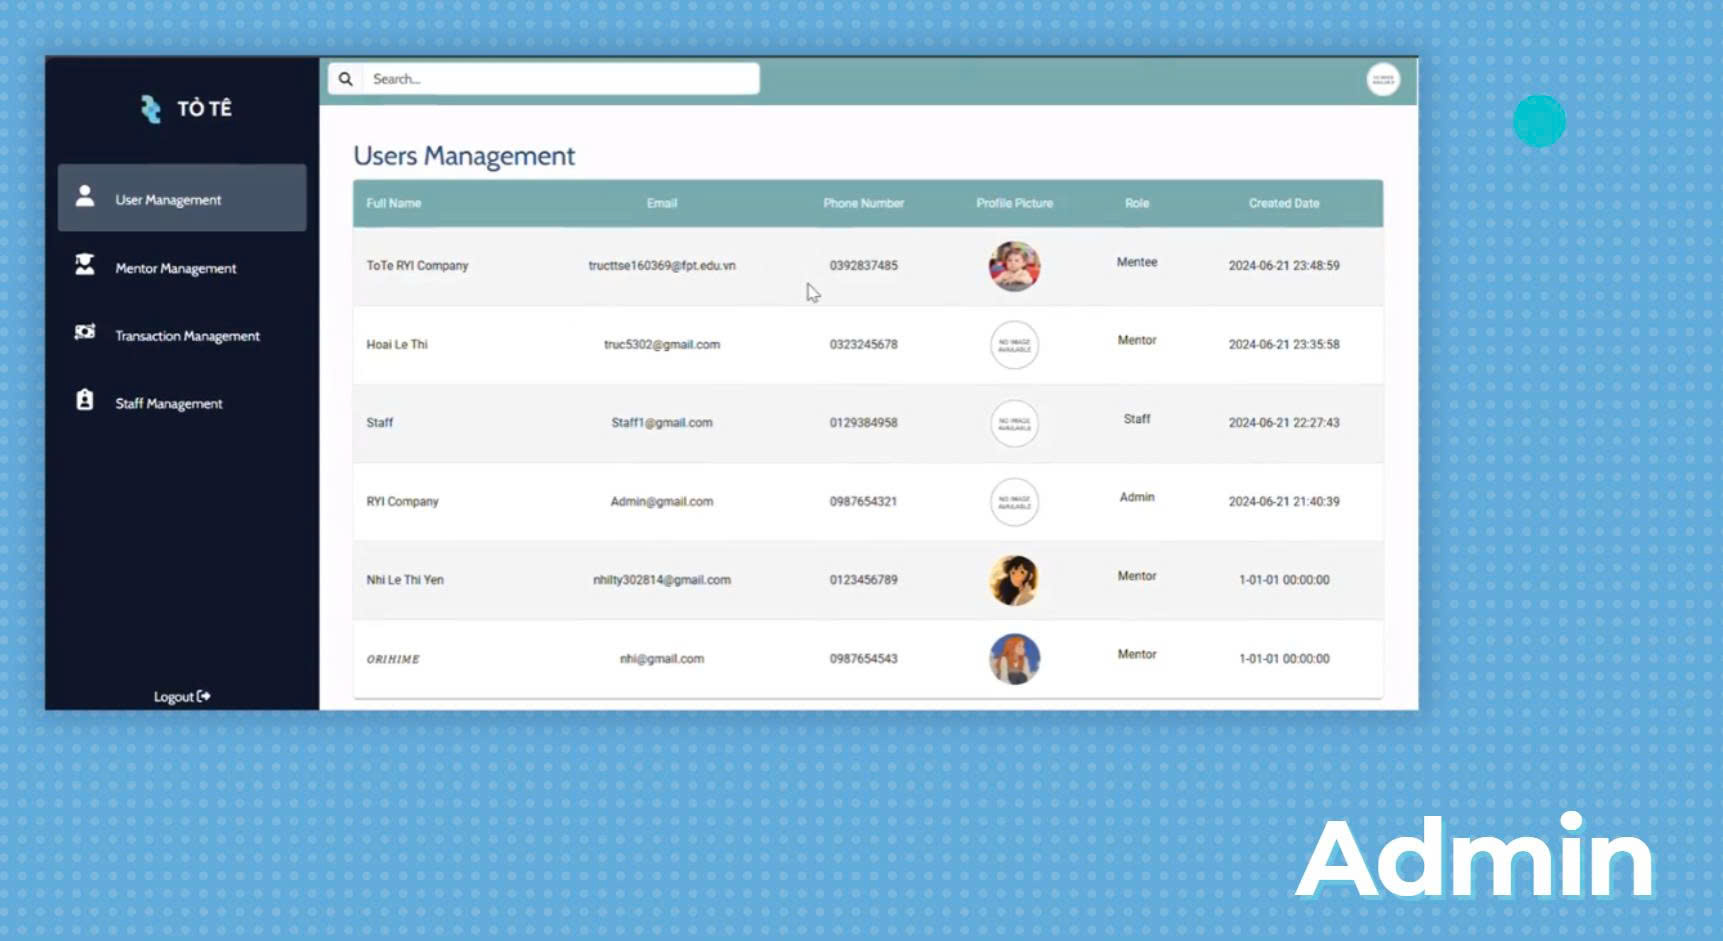 TÒ TÊ
Search...
User Management
Mentor Management
Transaction Management
Staff Management
Logout
Users Management
Full Name Email Phone Number Profile Picture Role Created Date
ToTe RYI Company tructtse160369@fpt.edu.vn 0392837485 Mentee 2024-06-21 23:48:59
Hoai Le Thi truc5302@gmail.com 0323245678 NO IMAGE AVAILABLE Mentor 2024-06-21 23:35:58
Staff Staff1@gmail.com 0129384958 NO IMAGE AVAILABLE Staff 2024-06-21 22:27:43
RYI Company Admin@gmail.com 0987654321 NO IMAGE AVAILABLE Admin 2024-06-21 21:40:39
Nhi Le Thi Yen nhilty302814@gmail.com 0123456789 Mentor 1-01-01 00:00:00
ORIHIME nhi@gmail.com 0987654543 Mentor 1-01-01 00:00:00
Admin